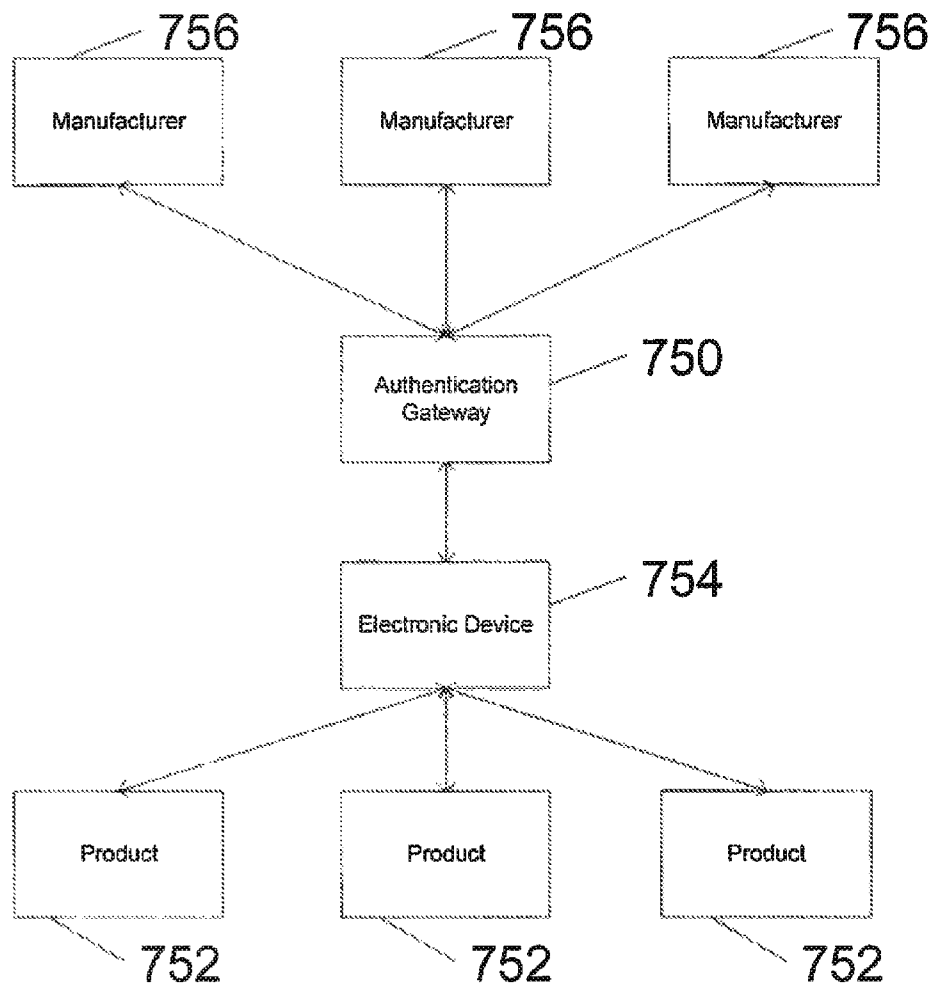 756
756
756
Manufacturer
Manufacturer
Manufacturer
750
Authentication
Gateway
754
Electronic Device
Product
Product
Product
752
752
752